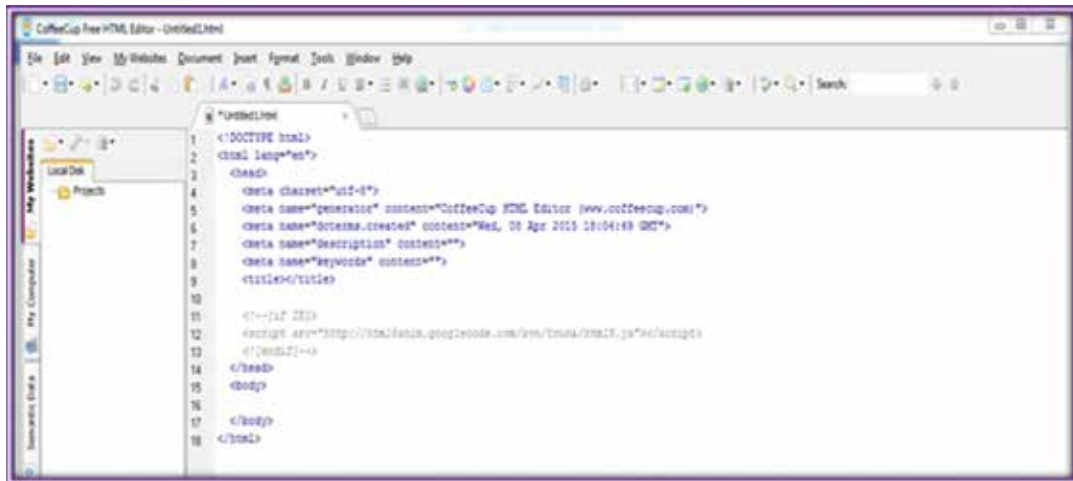 CoffeeCup Free HTML Editor - Untitled1.html
File Edit View My Websites Document Insert Format Tools Window Help
Search:
*Untitled1.html
My Websites
Local Disk
Projects
My Computer
Semantic Data
1 <!DOCTYPE html>
2 <html lang="en">
3 <head>
4 <meta charset="utf-8">
5 <meta name="generator" content="CoffeeCup HTML Editor (www.coffeecup.com)">
6 <meta name="dcterms.created" content="Wed, 08 Apr 2015 18:04:49 GMT">
7 <meta name="description" content="">
8 <meta name="keywords" content="">
9 <title></title>
10
11 <!--[if IE]>
12 <script src="http://html5shim.googlecode.com/svn/trunk/html5.js"></script>
13 <![endif]-->
14 </head>
15 <body>
16
17 </body>
18 </html>